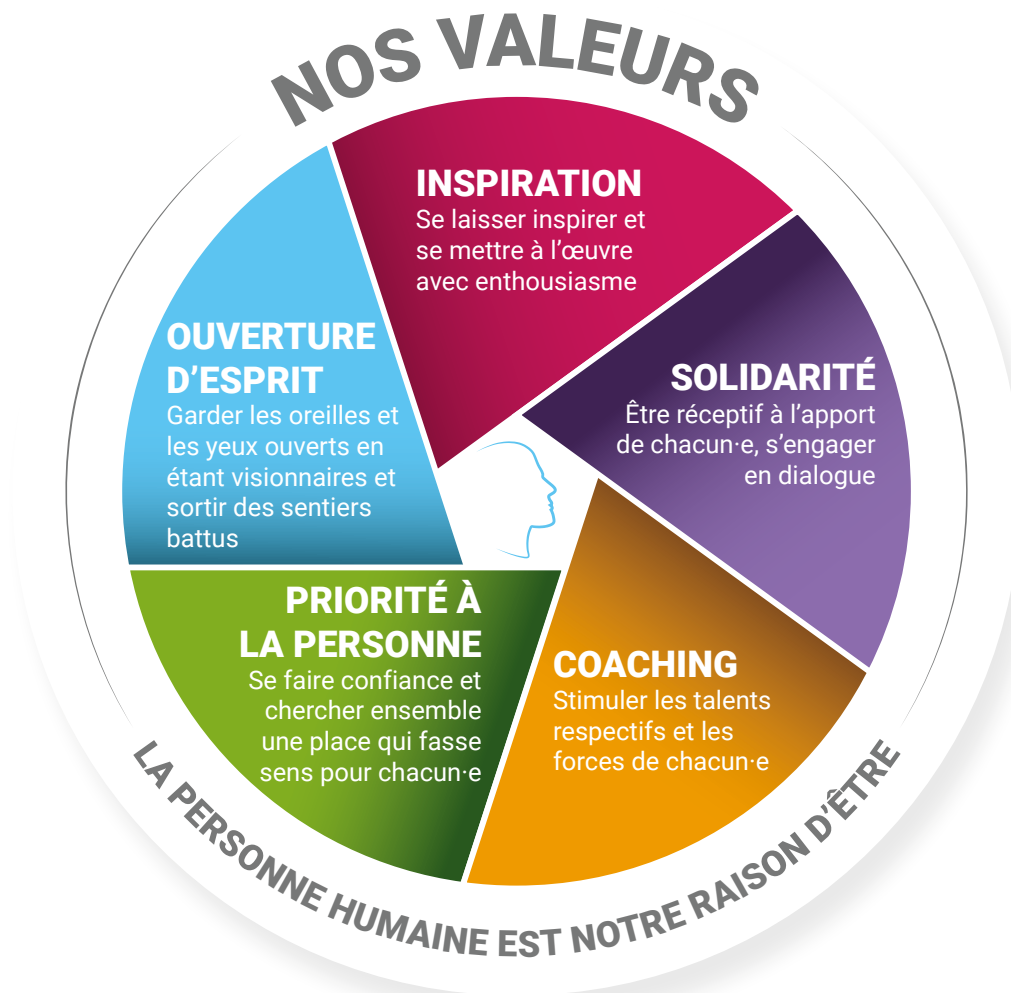 NOS VALEURS
INSPIRATION
Se laisser inspirer et
se mettre à l’œuvre
avec enthousiasme
SOLIDARITÉ
Être réceptif à l’apport
de chacun·e, s’engager
en dialogue
COACHING
Stimuler les talents
respectifs et les
forces de chacun·e
PRIORITÉ À
LA PERSONNE
Se faire confiance et
chercher ensemble
une place qui fasse
sens pour chacun·e
OUVERTURE
D’ESPRIT
Garder les oreilles et
les yeux ouverts en
étant visionnaires et
sortir des sentiers
battus
LA PERSONNE HUMAINE EST NOTRE RAISON D’ÊTRE